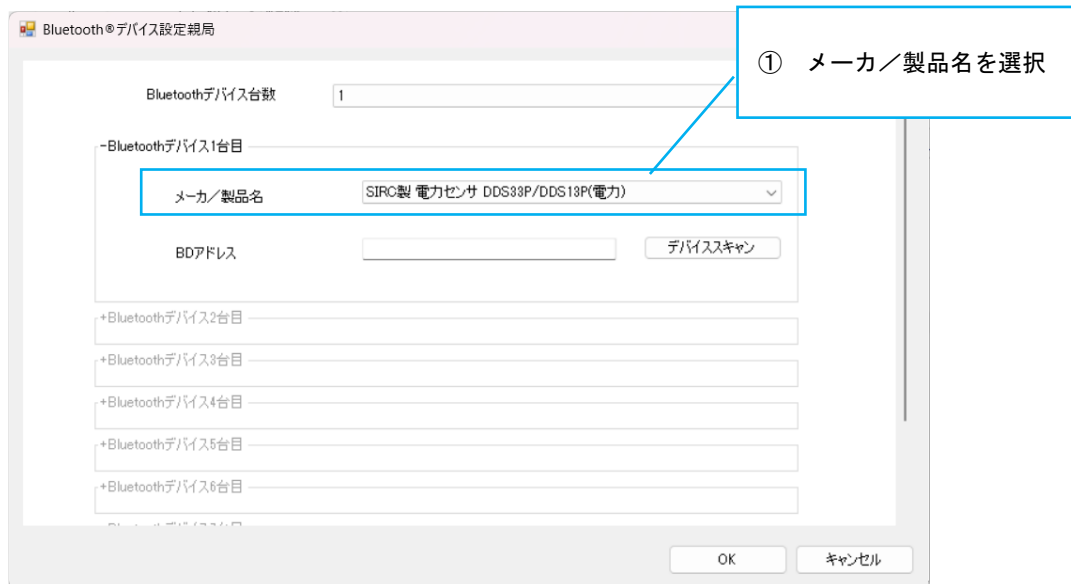 Bluetooth®デバイス設定親局
① メーカ／製品名を選択
Bluetoothデバイス台数 1
-Bluetoothデバイス1台目
メーカ／製品名 SIRC製 電力センサ DDS33P/DDS13P(電力)
BDアドレス デバイススキャン
+Bluetoothデバイス2台目
+Bluetoothデバイス3台目
+Bluetoothデバイス4台目
+Bluetoothデバイス5台目
+Bluetoothデバイス6台目
OK キャンセル